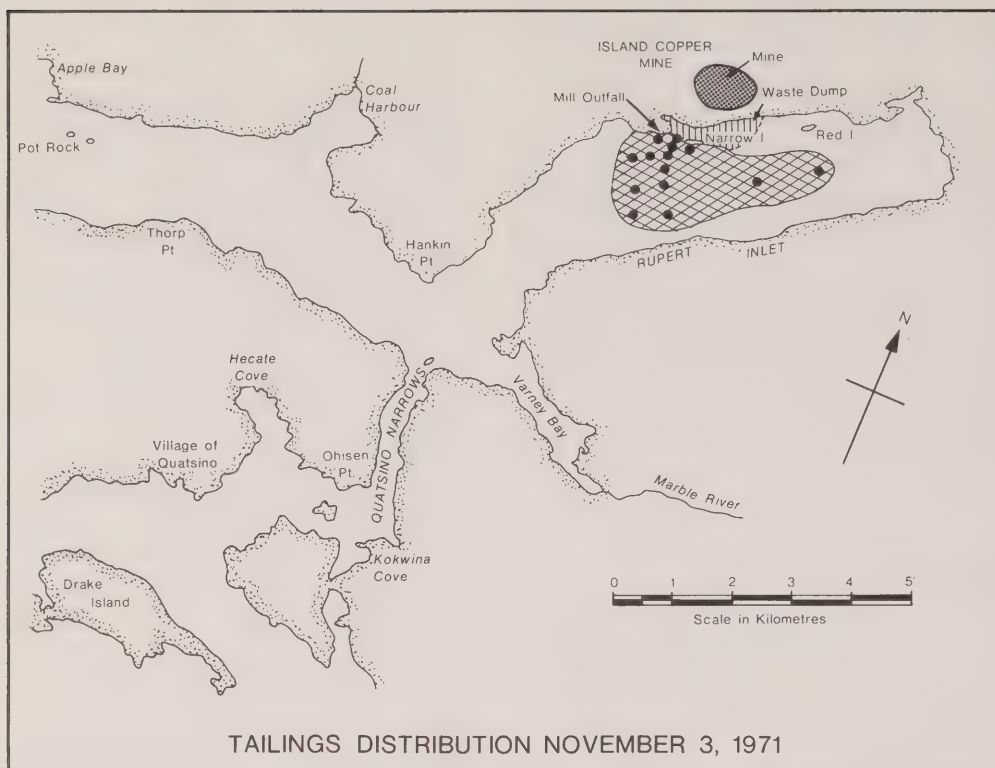 ISLAND COPPER
MINE
Mine
Apple Bay
Coal
Harbour
Mill Outfall
Waste Dump
Pot Rock
Narrow I
Red I
Thorp
Pt
Hankin
Pt
RUPERT INLET
N
Hecate
Cove
QUATSINO NARROWS
Varney Bay
Village of
Quatsino
Ohlsen
Pt
Marble River
Kokwina
Cove
Drake
Island
0 1 2 3 4 5
Scale in Kilometres
TAILINGS DISTRIBUTION NOVEMBER 3, 1971